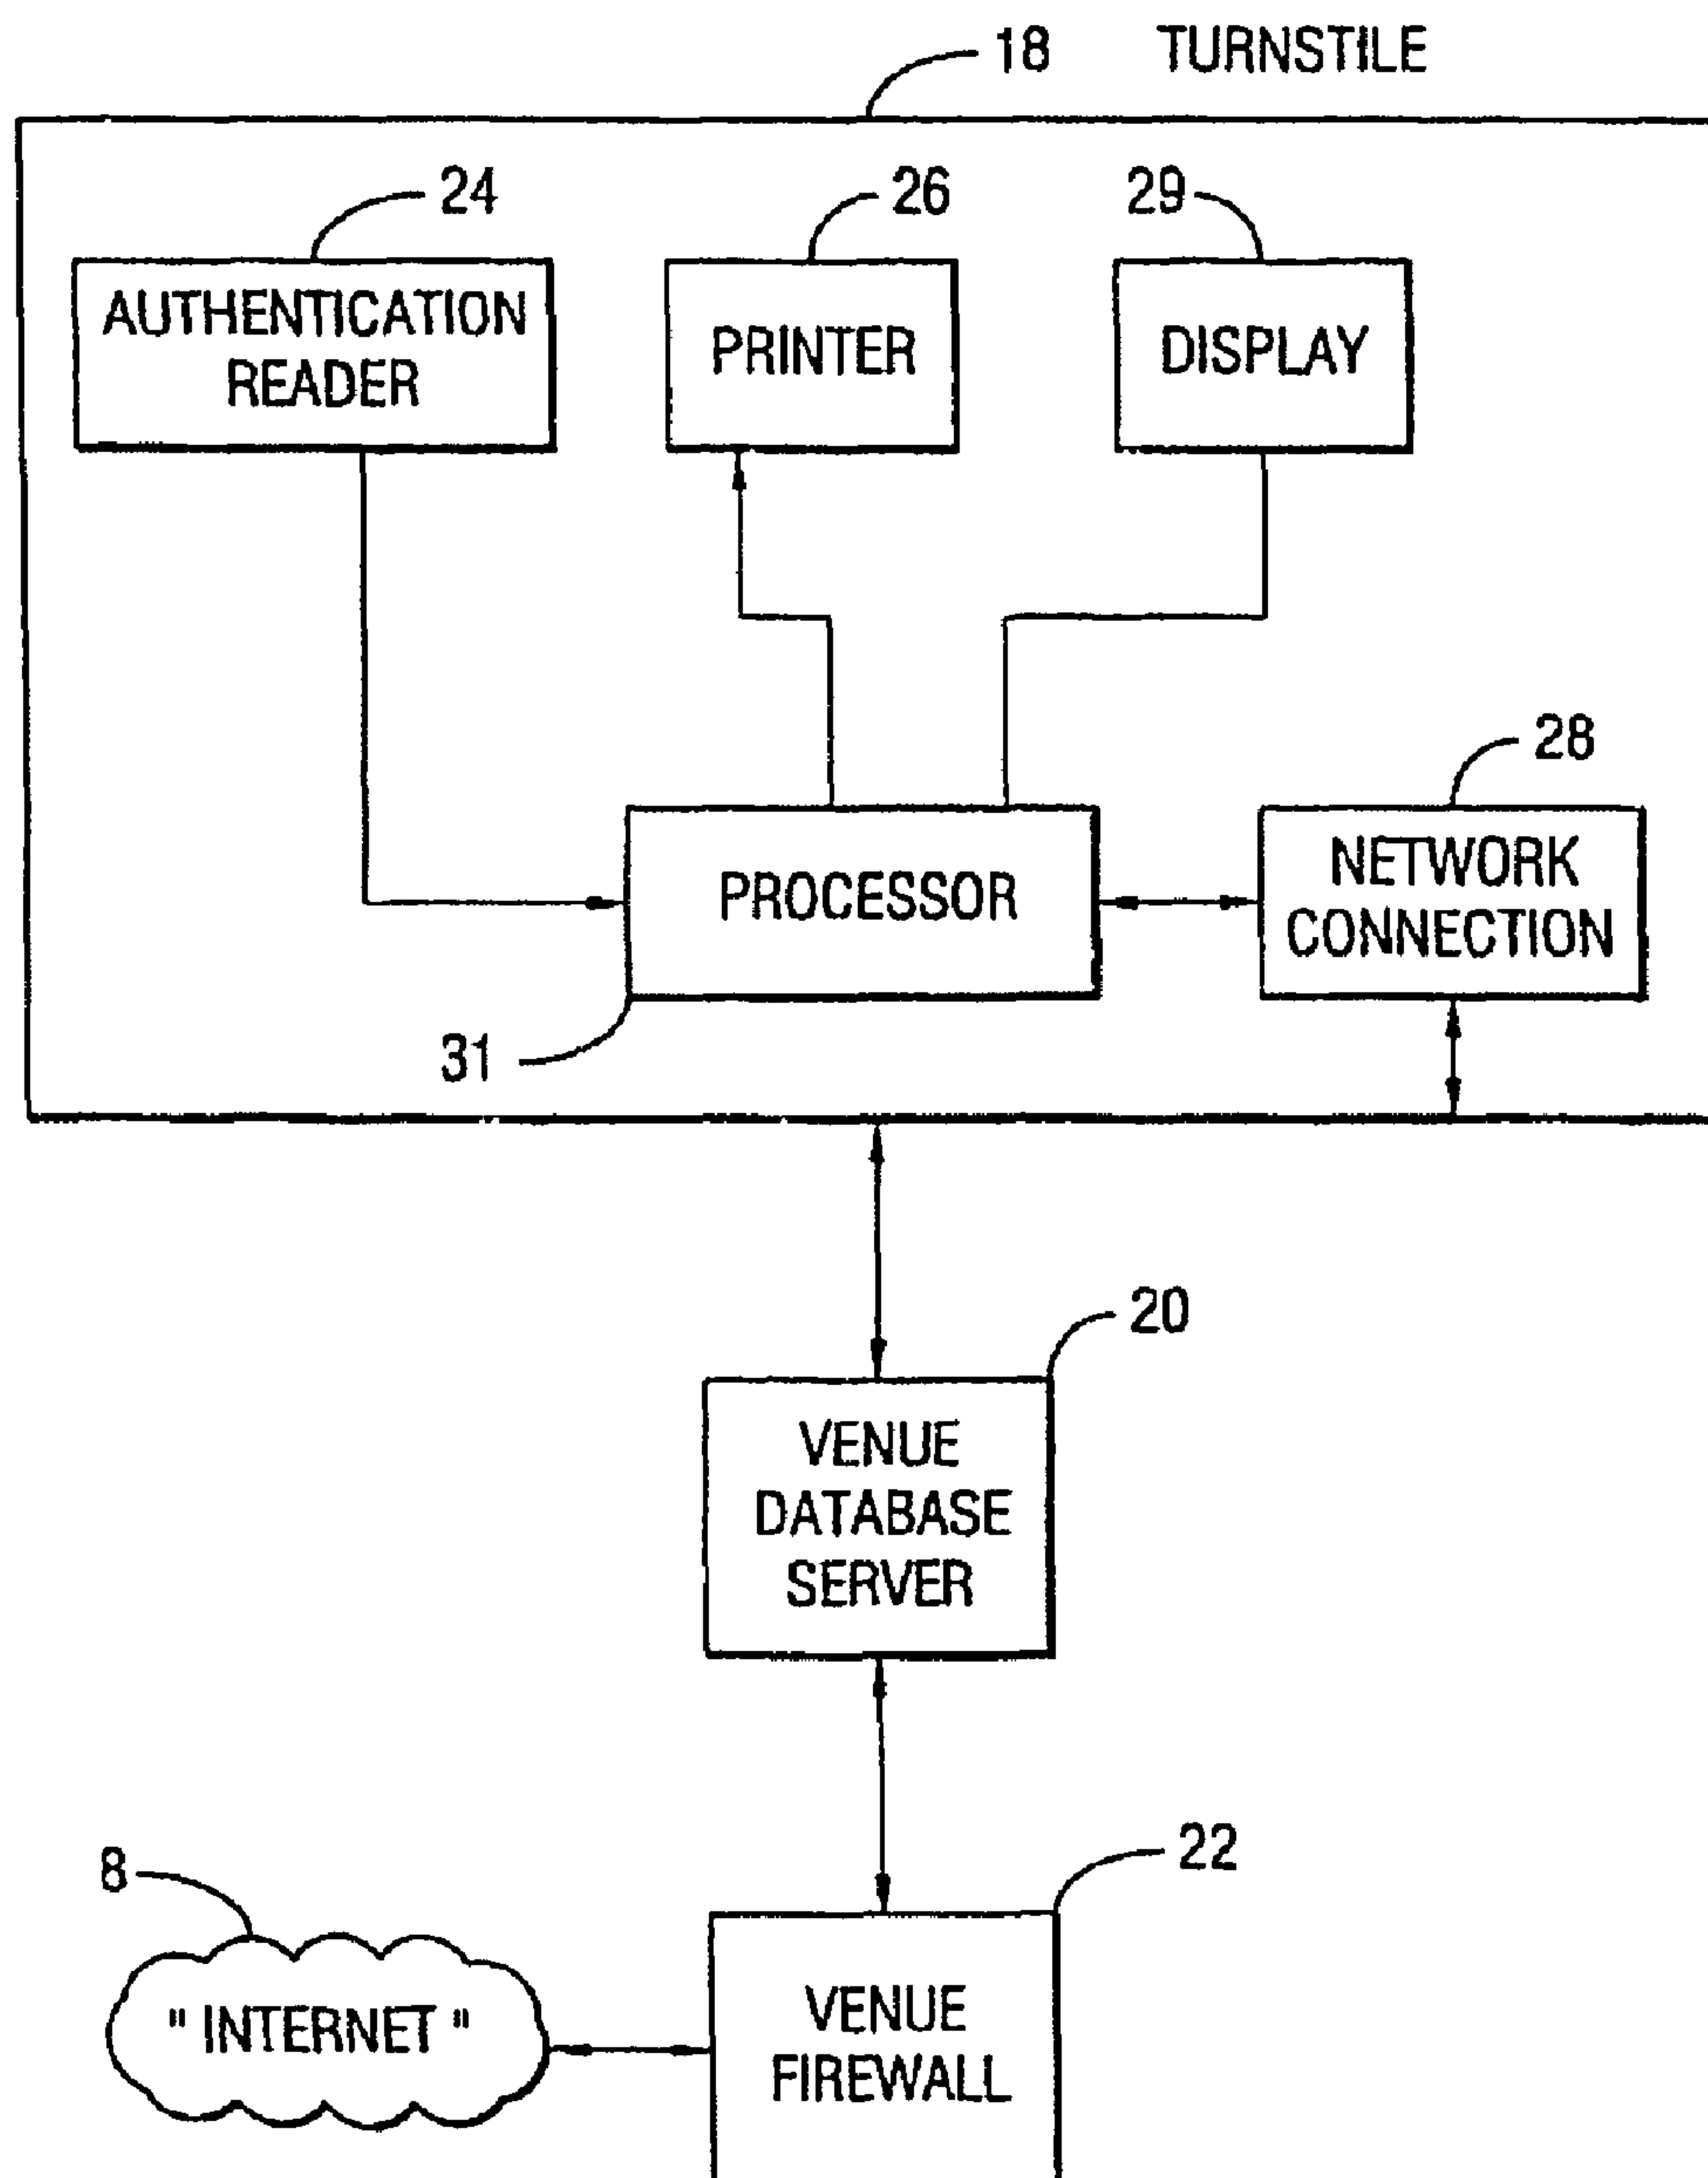 18 TURNSTILE
24
26
29
AUTHENTICATION
READER
PRINTER
DISPLAY
28
PROCESSOR
NETWORK
CONNECTION
31
20
VENUE
DATABASE
SERVER
8
22
" INTERNET "
VENUE
FIREWALL